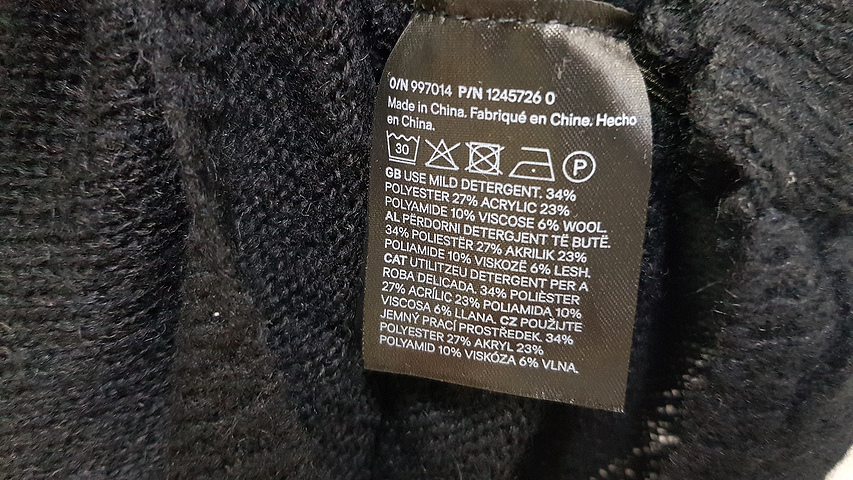 O/N 997014 P/N 1245726 0
Made in China. Fabriqué en Chine. Hecho
en China.
30 P
GB USE MILD DETERGENT. 34%
POLYESTER 27% ACRYLIC 23%
POLYAMIDE 10% VISCOSE 6% WOOL.
AL PËRDORNI DETERGJENT TË BUTË.
34% POLIESTËR 27% AKRILIK 23%
POLIAMIDE 10% VISKOZË 6% LESH.
CAT UTILITZEU DETERGENT PER A
ROBA DELICADA. 34% POLIÈSTER
27% ACRÍLIC 23% POLIAMIDA 10%
VISCOSA 6% LLANA. CZ POUŽIJTE
JEMNÝ PRACÍ PROSTŘEDEK. 34%
POLYESTER 27% AKRYL 23%
POLYAMID 10% VISKÓZA 6% VLNA.